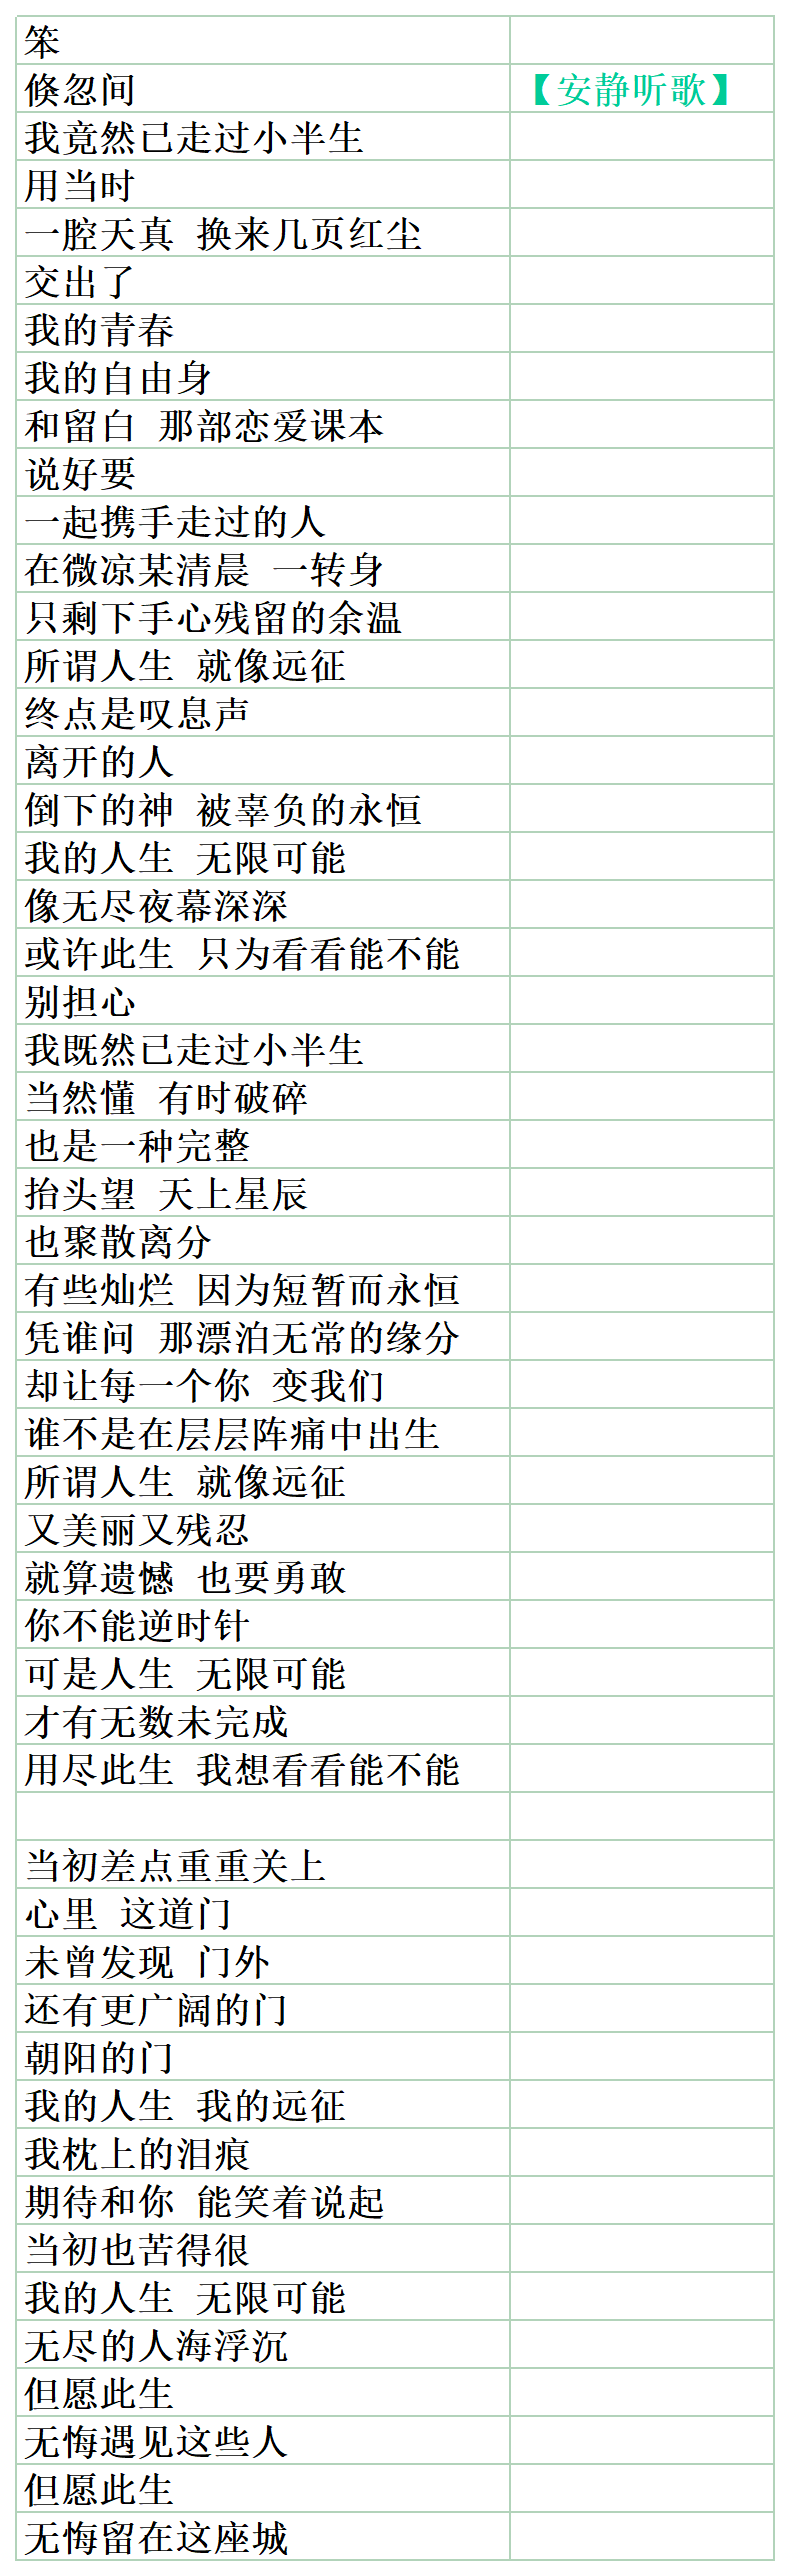 笨
倏忽间 【安静听歌】
我竟然已走过小半生
用当时
一腔天真 换来几页红尘
交出了
我的青春
我的自由身
和留白 那部恋爱课本
说好要
一起携手走过的人
在微凉某清晨 一转身
只剩下手心残留的余温
所谓人生 就像远征
终点是叹息声
离开的人
倒下的神 被辜负的永恒
我的人生 无限可能
像无尽夜幕深深
或许此生 只为看看能不能
别担心
我既然已走过小半生
当然懂 有时破碎
也是一种完整
抬头望 天上星辰
也聚散离分
有些灿烂 因为短暂而永恒
凭谁问 那漂泊无常的缘分
却让每一个你 变我们
谁不是在层层阵痛中出生
所谓人生 就像远征
又美丽又残忍
就算遗憾 也要勇敢
你不能逆时针
可是人生 无限可能
才有无数未完成
用尽此生 我想看看能不能
当初差点重重关上
心里 这道门
未曾发现 门外
还有更广阔的门
朝阳的门
我的人生 我的远征
我枕上的泪痕
期待和你 能笑着说起
当初也苦得很
我的人生 无限可能
无尽的人海浮沉
但愿此生
无悔遇见这些人
但愿此生
无悔留在这座城